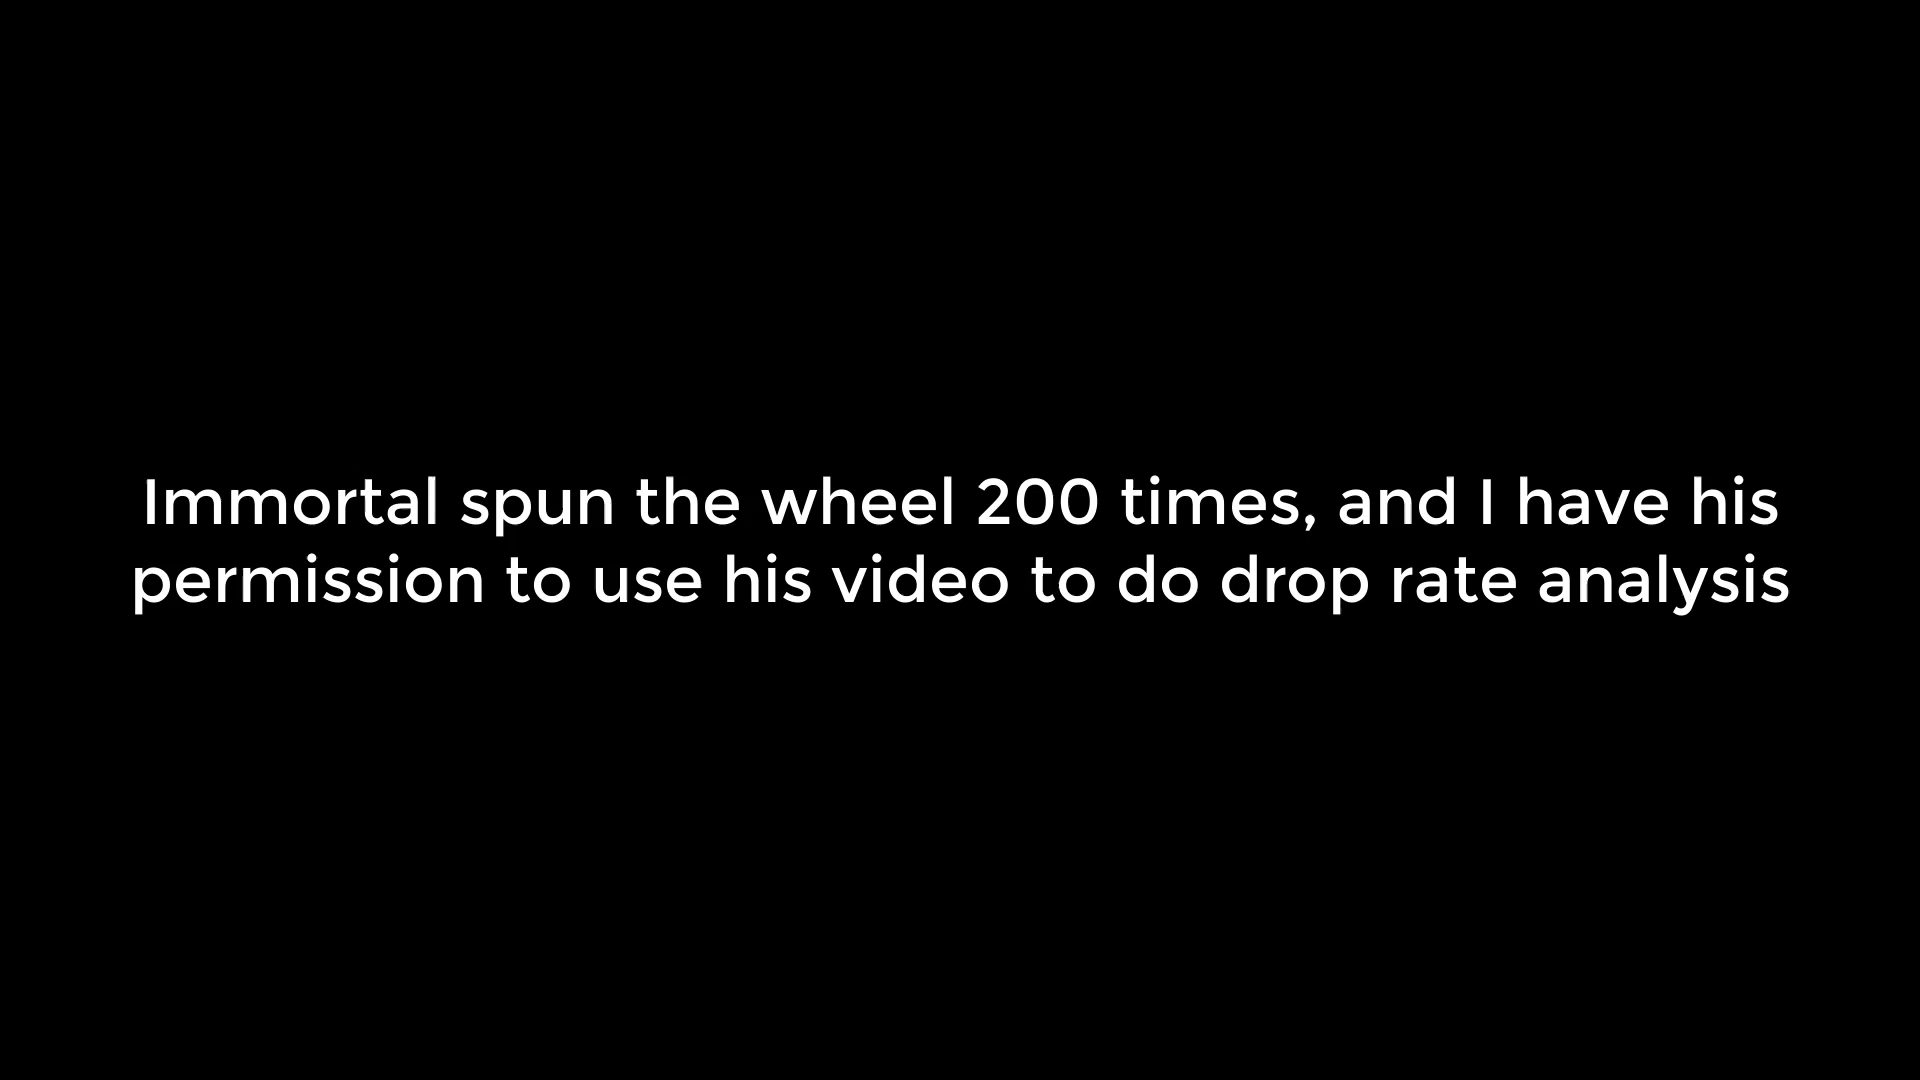 Immortal spun the wheel 200 times, and I have his
permission to use his video to do drop rate analysis